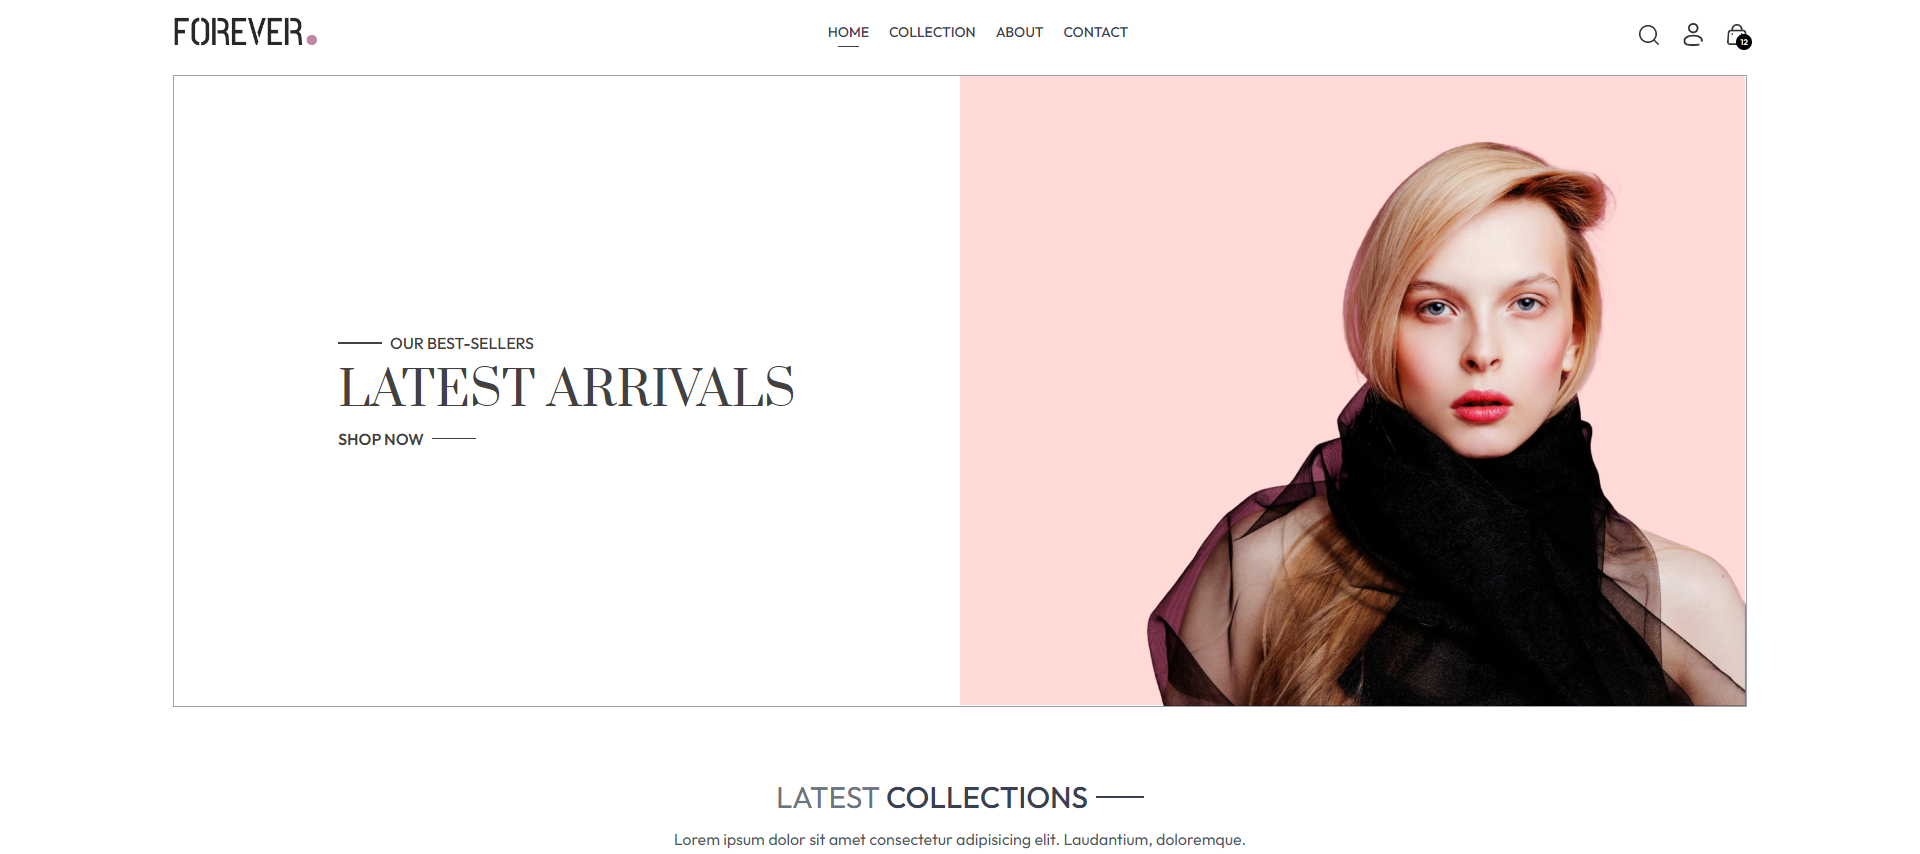 FOREVER.
HOME COLLECTION ABOUT CONTACT
12
OUR BEST-SELLERS
LATEST ARRIVALS
SHOP NOW
LATEST COLLECTIONS
Lorem ipsum dolor sit amet consectetur adipisicing elit. Laudantium, doloremque.